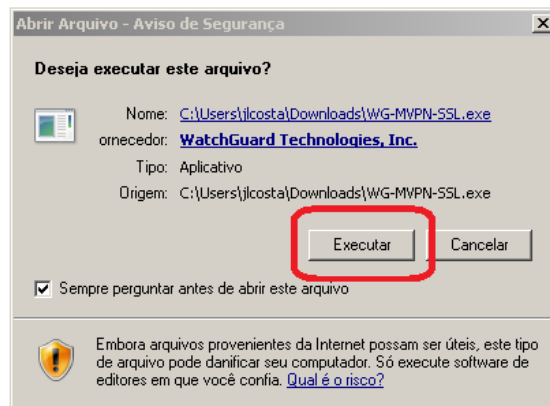 Abrir Arquivo - Aviso de Segurança
Deseja executar este arquivo?
Nome: C:\Users\jlcosta\Downloads\WG-MVPN-SSL.exe
ornecedor: WatchGuard Technologies, Inc.
Tipo: Aplicativo
Origem: C:\Users\jlcosta\Downloads\WG-MVPN-SSL.exe
Executar Cancelar
Sempre perguntar antes de abrir este arquivo
Embora arquivos provenientes da Internet possam ser úteis, este tipo
de arquivo pode danificar seu computador. Só execute software de
editores em que você confia. Qual é o risco?